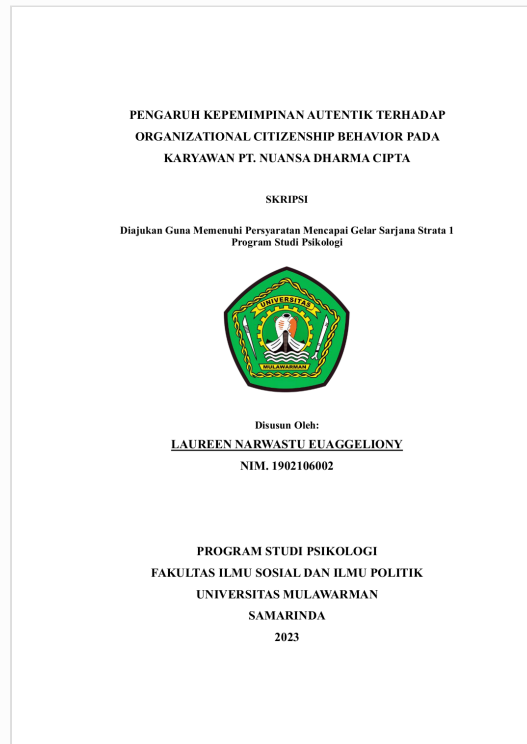 PENGARUH KEPEMIMPINAN AUTENTIK TERHADAP
ORGANIZATIONAL CITIZENSHIP BEHAVIOR PADA
KARYAWAN PT. NUANSA DHARMA CIPTA
SKRIPSI
Diajukan Guna Memenuhi Persyaratan Mencapai Gelar Sarjana Strata 1
Program Studi Psikologi
UNIVERSITAS
MULAWARMAN
Disusun Oleh:
LAUREEN NARWASTU EUAGGELIONY
NIM. 1902106002
PROGRAM STUDI PSIKOLOGI
FAKULTAS ILMU SOSIAL DAN ILMU POLITIK
UNIVERSITAS MULAWARMAN
SAMARINDA
2023